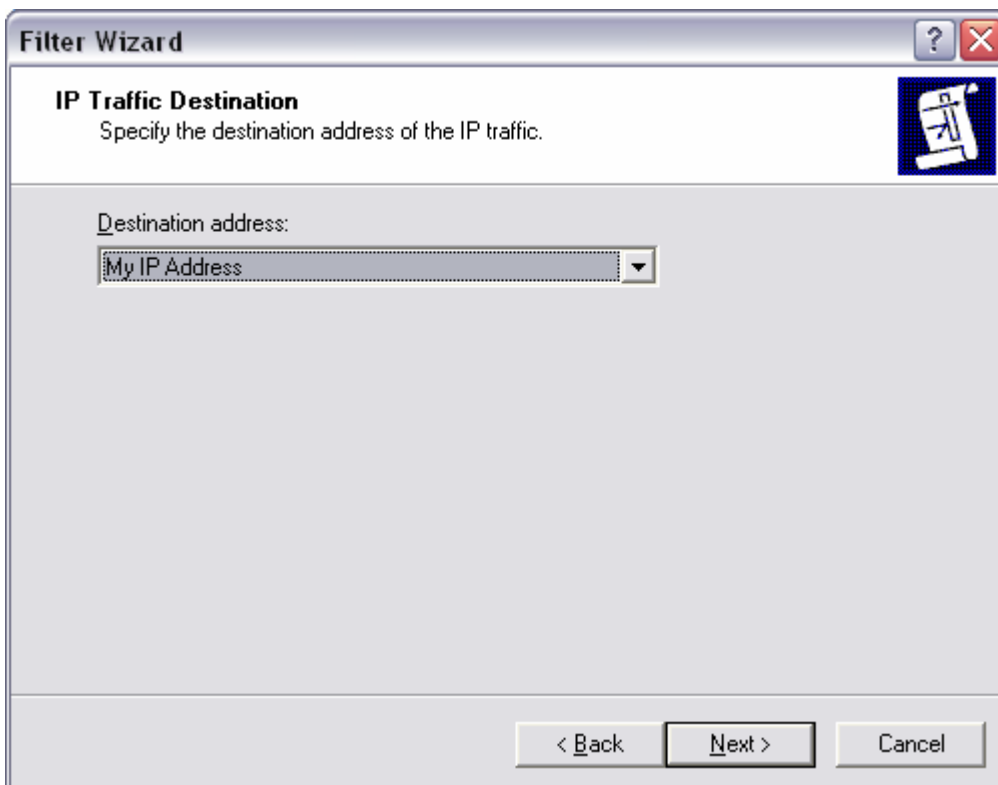 Filter Wizard
IP Traffic Destination
Specify the destination address of the IP traffic.
Destination address:
My IP Address
< Back
Next >
Cancel